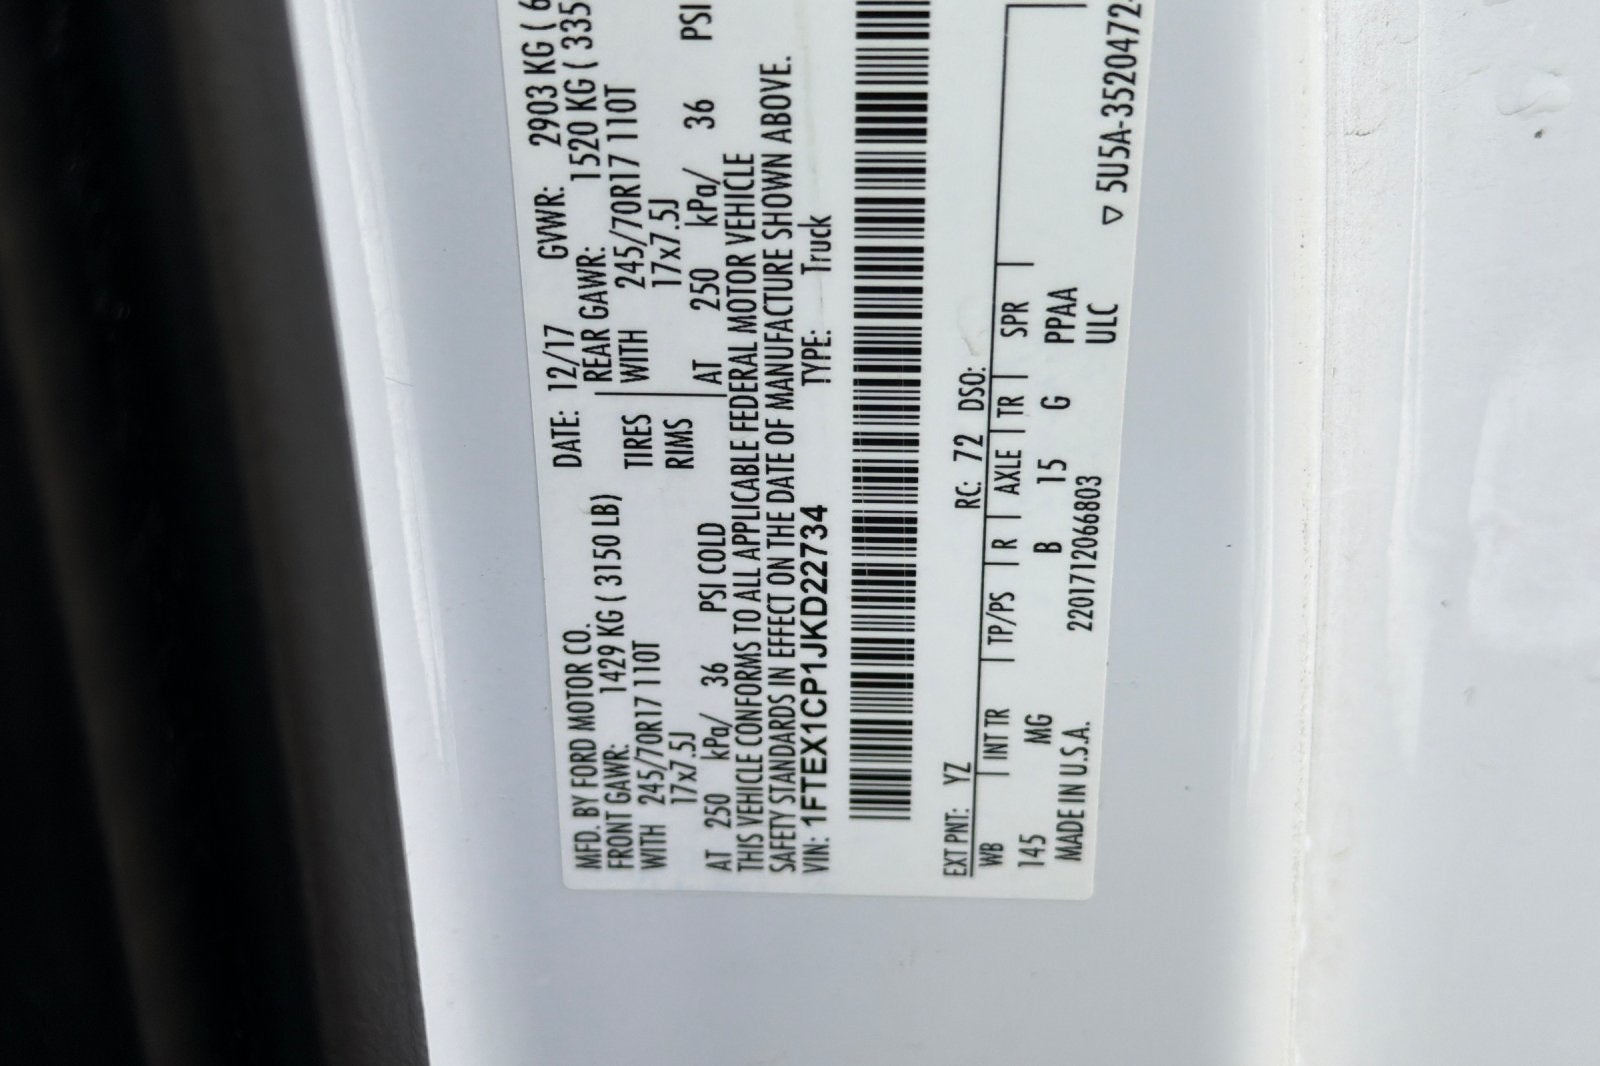 MFD. BY FORD MOTOR CO.
DATE: 12/17 GVWR: 2903 KG ( 6
FRONT GAWR: 1429 KG ( 3150 LB) REAR GAWR: 1520 KG ( 335
WITH 245/70R17 110T TIRES WITH 245/70R17 110T
17x7.5J RIMS 17x7.5J
AT 250 kPa/ 36 PSI COLD AT 250 kPa/ 36 PSI
THIS VEHICLE CONFORMS TO ALL APPLICABLE FEDERAL MOTOR VEHICLE
SAFETY STANDARDS IN EFFECT ON THE DATE OF MANUFACTURE SHOWN ABOVE.
VIN: 1FTEX1CP1JKD22734 TYPE: Truck
EXT PNT: YZ RC: 72 DSO:
WB INT TR TP/PS R AXLE TR SPR
145 MG B 15 G PPAA
MADE IN U.S.A. 2201712066803 ULC
▽ 5U5A-3520472-